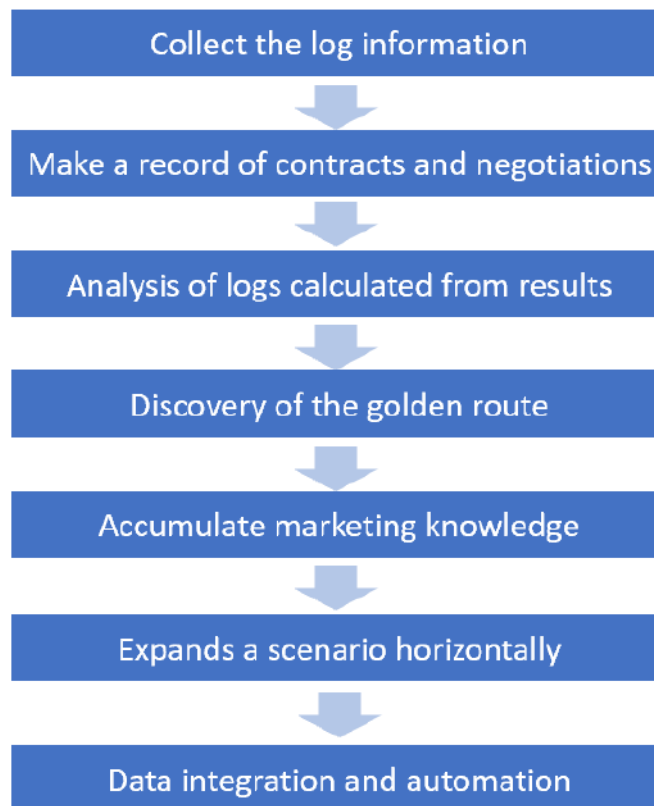 Collect the log information
Make a record of contracts and negotiations
Analysis of logs calculated from results
Discovery of the golden route
Accumulate marketing knowledge
Expands a scenario horizontally
Data integration and automation